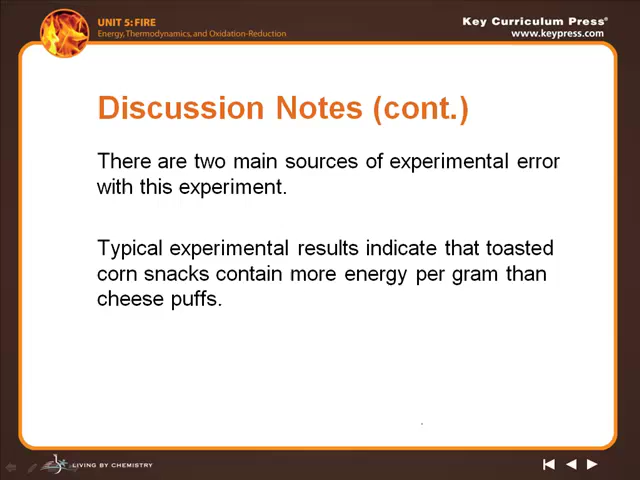 UNIT 5: FIRE
Energy, Thermodynamics, and Oxidation-Reduction
Key Curriculum Press®
www.keypress.com
Discussion Notes (cont.)
There are two main sources of experimental error
with this experiment.
Typical experimental results indicate that toasted
corn snacks contain more energy per gram than
cheese puffs.
LIVING BY CHEMISTRY